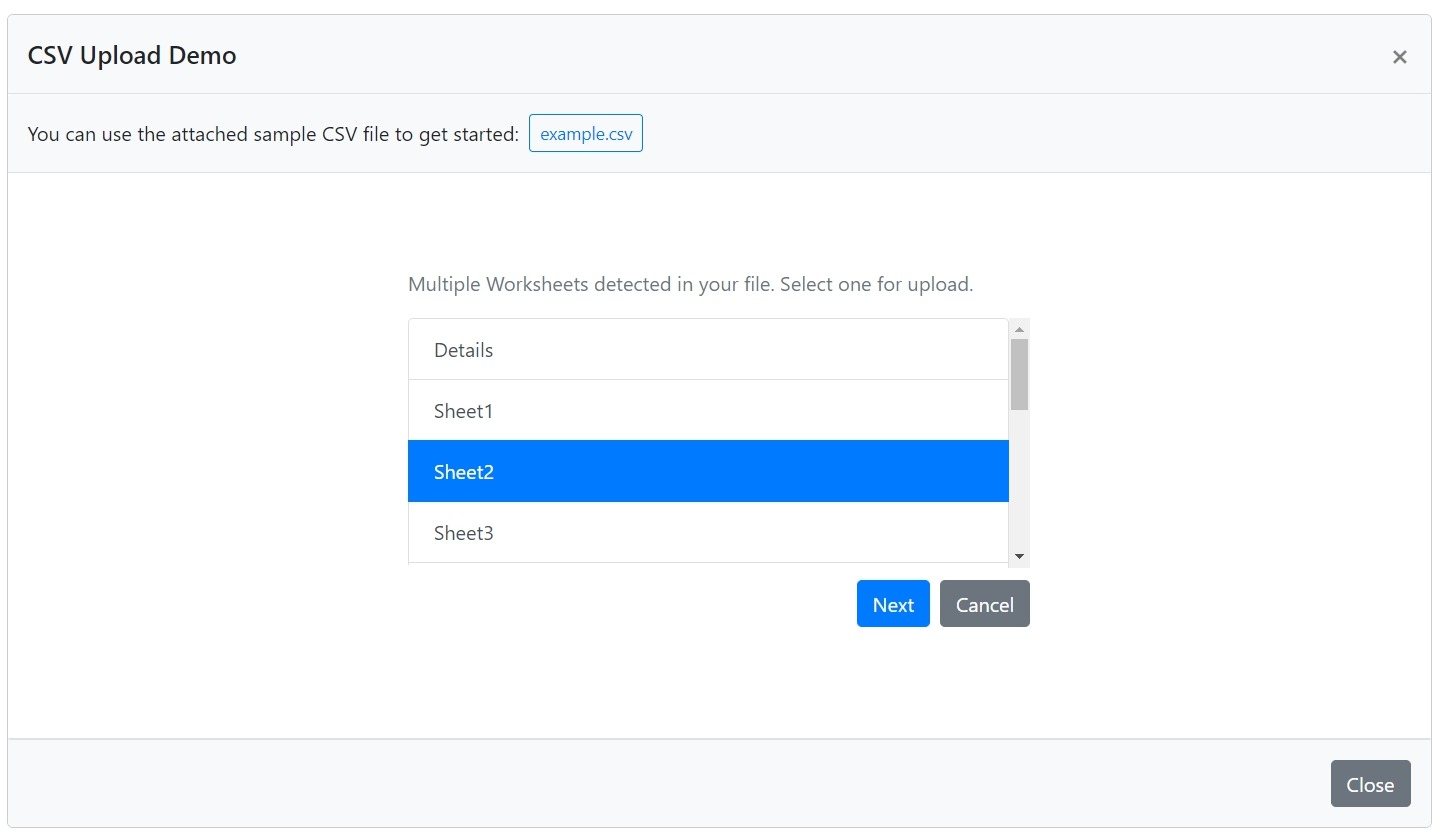 CSV Upload Demo
×
You can use the attached sample CSV file to get started: example.csv
Multiple Worksheets detected in your file. Select one for upload.
Details
Sheet1
Sheet2
Sheet3
Next Cancel
Close